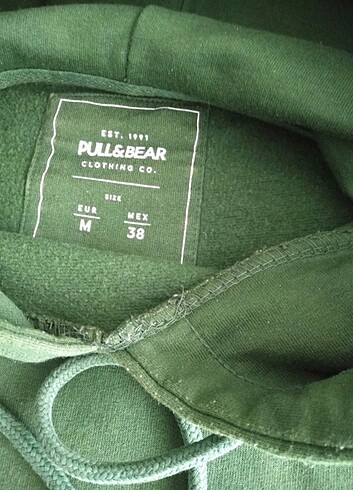 EST. 1991
PULL&BEAR
CLOTHING CO.
SIZE
EUR MEX
M 38